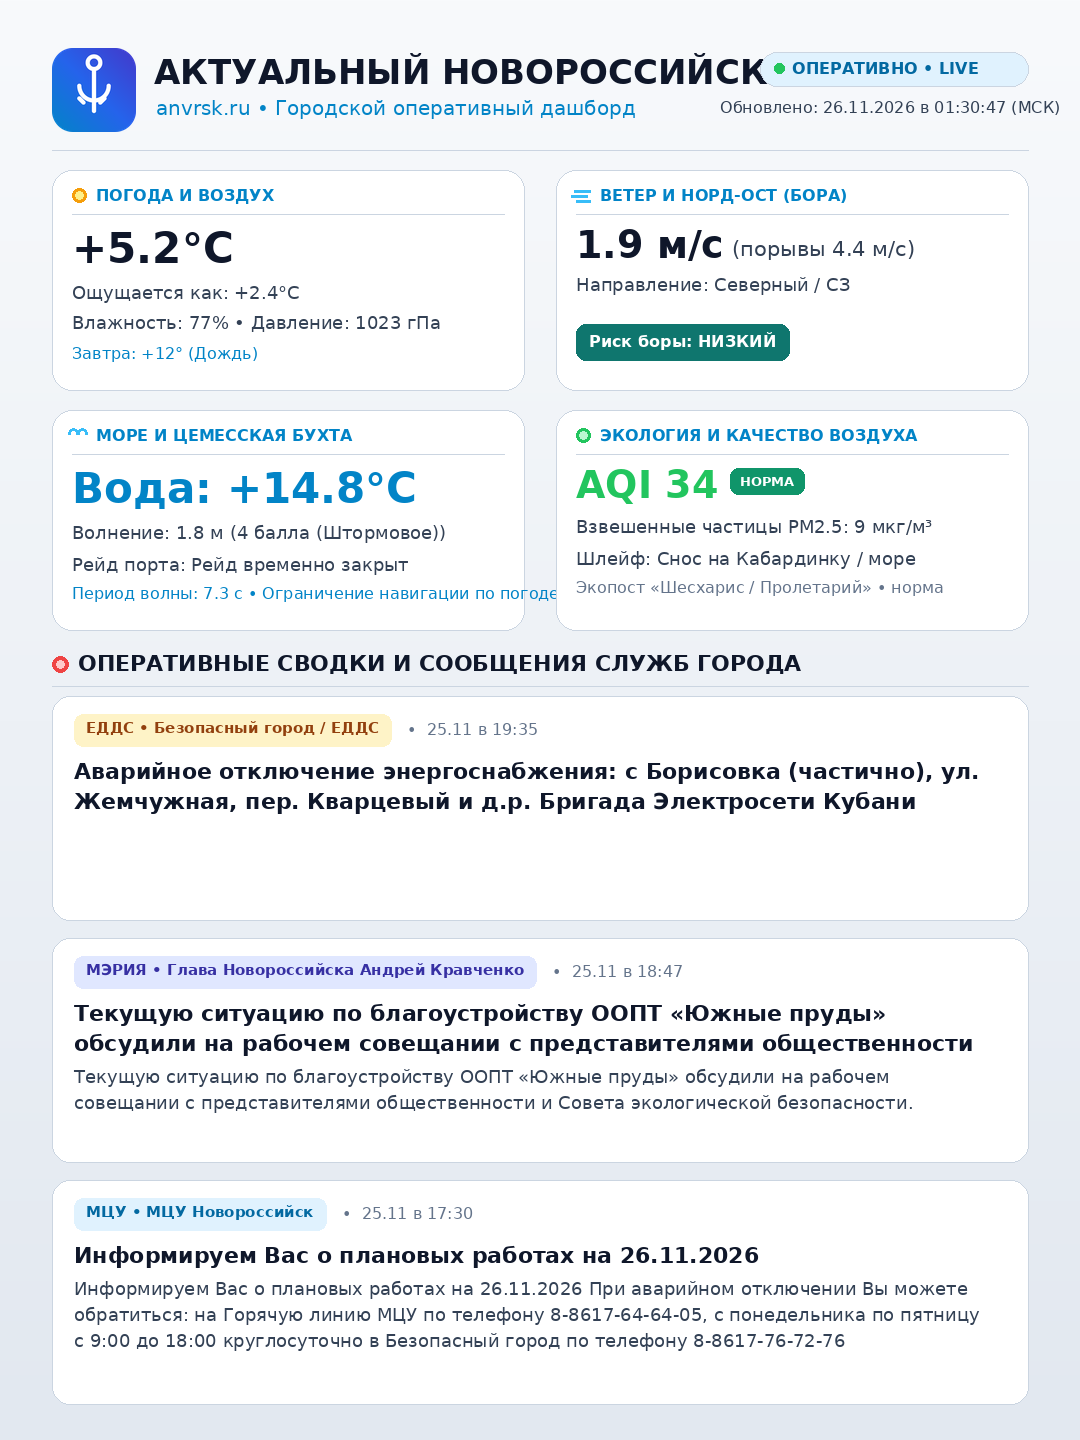 АКТУАЛЬНЫЙ НОВОРОССИЙСК
ОПЕРАТИВНО • LIVE
anvrsk.ru • Городской оперативный дашборд
Обновлено: 26.11.2026 в 01:30:47 (МСК)
ПОГОДА И ВОЗДУХ
+5.2°C
Ощущается как: +2.4°C
Влажность: 77% • Давление: 1023 гПа
Завтра: +12° (Дождь)
ВЕТЕР И НОРД-ОСТ (БОРА)
1.9 м/с (порывы 4.4 м/с)
Направление: Северный / СЗ
Риск боры: НИЗКИЙ
МОРЕ И ЦЕМЕССКАЯ БУХТА
Вода: +14.8°C
Волнение: 1.8 м (4 балла (Штормовое))
Рейд порта: Рейд временно закрыт
Период волны: 7.3 с • Ограничение навигации по погоде
ЭКОЛОГИЯ И КАЧЕСТВО ВОЗДУХА
AQI 34 НОРМА
Взвешенные частицы PM2.5: 9 мкг/м³
Шлейф: Снос на Кабардинку / море
Экопост «Шесхарис / Пролетарий» • норма
ОПЕРАТИВНЫЕ СВОДКИ И СООБЩЕНИЯ СЛУЖБ ГОРОДА
ЕДДС • Безопасный город / ЕДДС • 25.11 в 19:35
Аварийное отключение энергоснабжения: с Борисовка (частично), ул.
Жемчужная, пер. Кварцевый и д.р. Бригада Электросети Кубани
МЭРИЯ • Глава Новороссийска Андрей Кравченко • 25.11 в 18:47
Текущую ситуацию по благоустройству ООПТ «Южные пруды»
обсудили на рабочем совещании с представителями общественности
Текущую ситуацию по благоустройству ООПТ «Южные пруды» обсудили на рабочем
совещании с представителями общественности и Совета экологической безопасности.
МЦУ • МЦУ Новороссийск • 25.11 в 17:30
Информируем Вас о плановых работах на 26.11.2026
Информируем Вас о плановых работах на 26.11.2026 При аварийном отключении Вы можете
обратиться: на Горячую линию МЦУ по телефону 8-8617-64-64-05, с понедельника по пятницу
с 9:00 до 18:00 круглосуточно в Безопасный город по телефону 8-8617-76-72-76